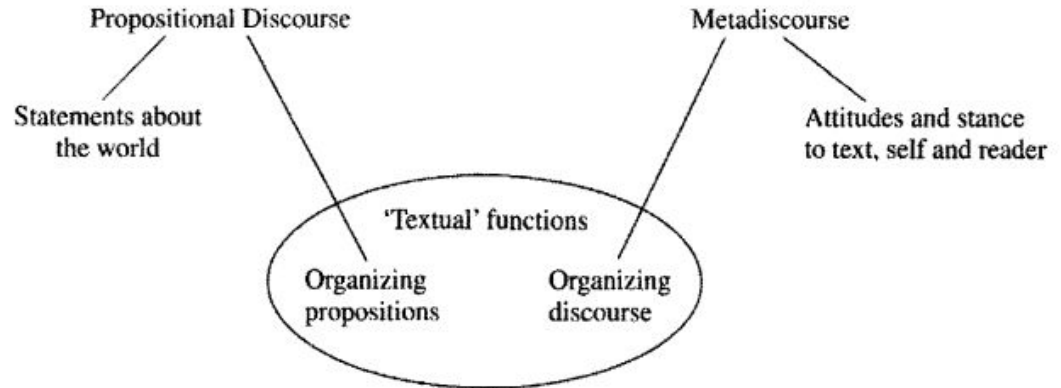 Propositional Discourse
Metadiscourse
Statements about
the world
Attitudes and stance
to text, self and reader
'Textual' functions
Organizing
propositions
Organizing
discourse